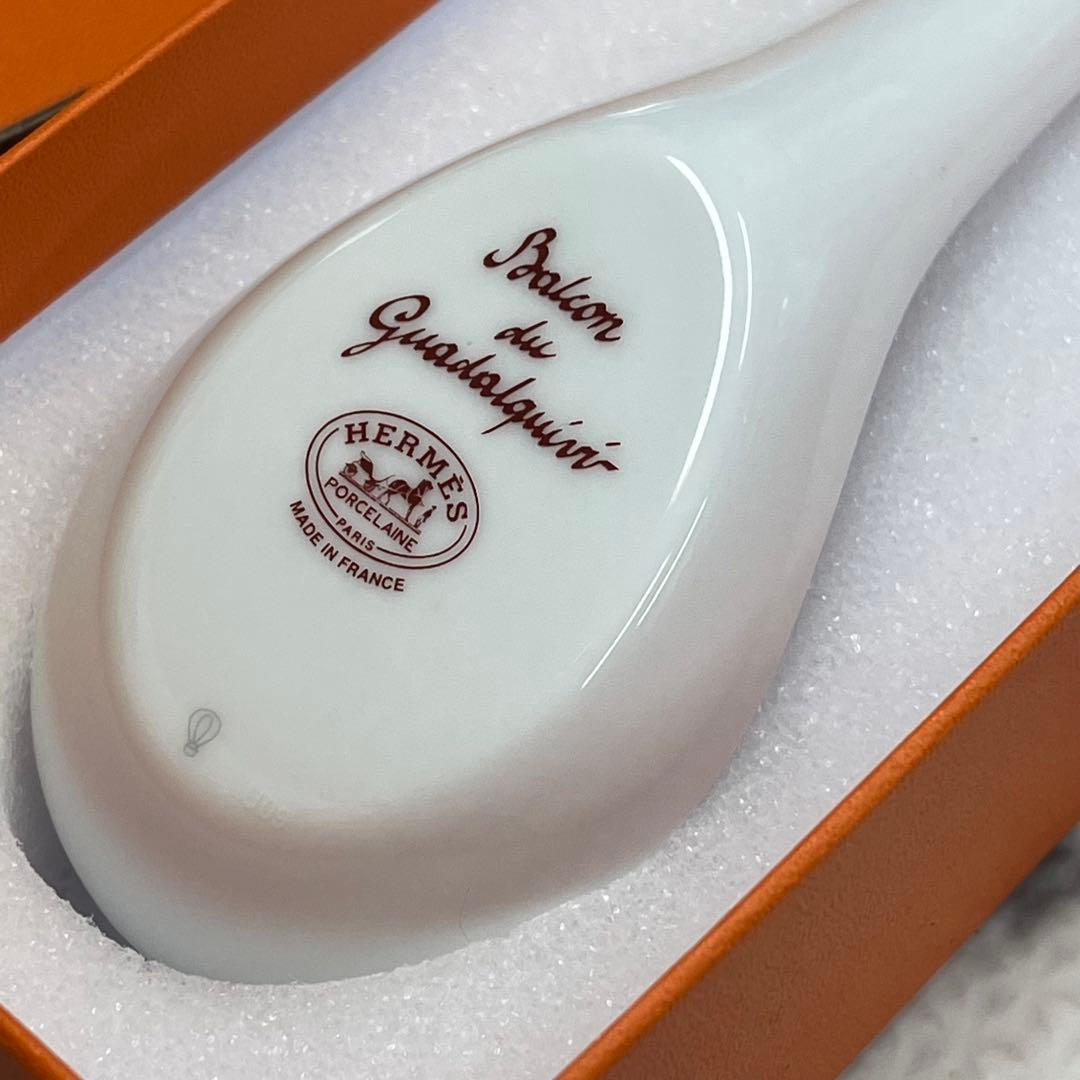 Balcon
du
Guadalquivir
HERMÈS
PORCELAINE
PARIS
MADE IN FRANCE